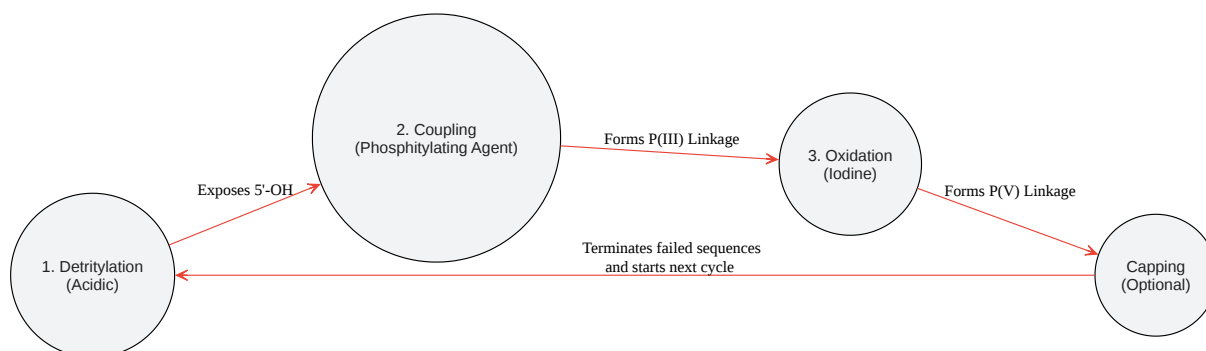 1. Detritylation
(Acidic)
Exposes 5'-OH
2. Coupling
(Phosphitylating Agent)
Forms P(III) Linkage
3. Oxidation
(Iodine)
Forms P(V) Linkage
Capping
(Optional)
Terminates failed sequences
and starts next cycle